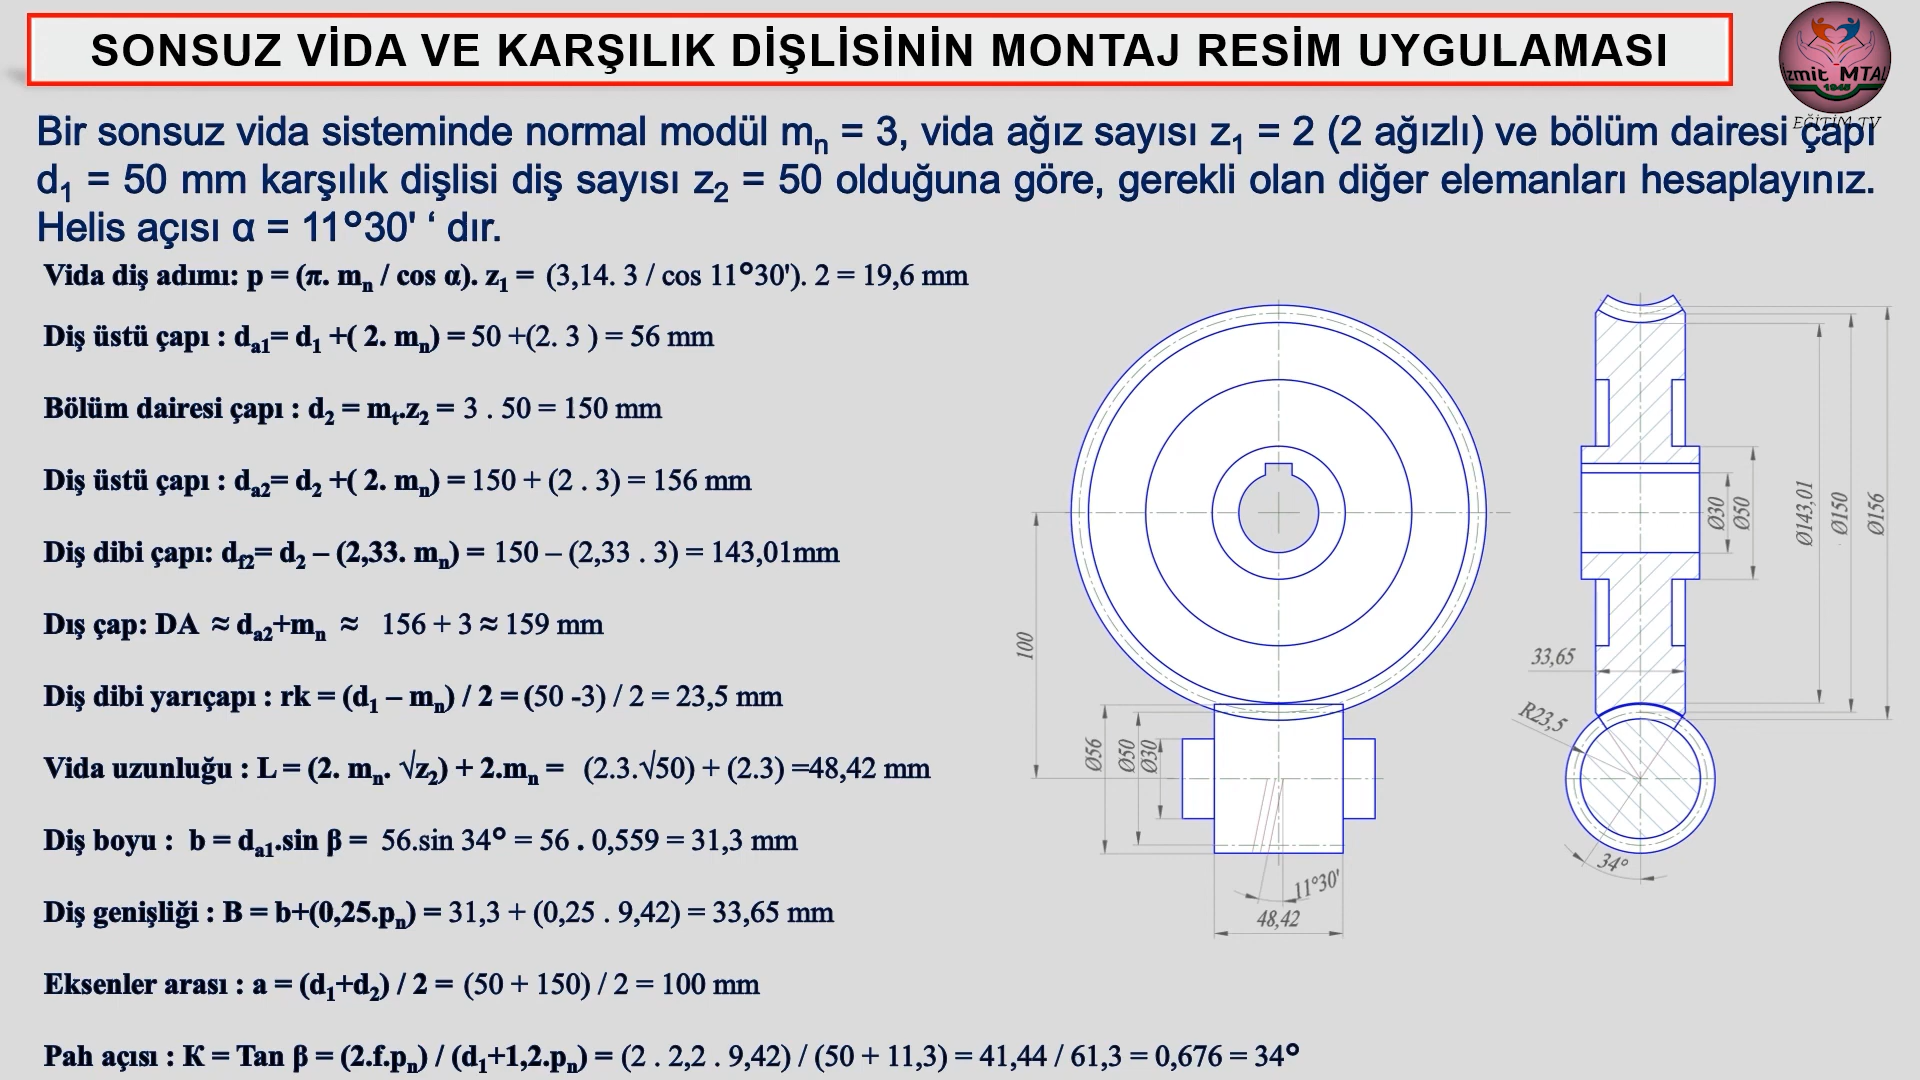 SONSUZ VİDA VE KARŞILIK DİŞLİSİNİN MONTAJ RESİM UYGULAMASI
İzmit MTAL
1945
EĞİTİM TV
Bir sonsuz vida sisteminde normal modül mₙ = 3, vida ağız sayısı z₁ = 2 (2 ağızlı) ve bölüm dairesi çapı
d₁ = 50 mm karşılık dişlisi diş sayısı z₂ = 50 olduğuna göre, gerekli olan diğer elemanları hesaplayınız.
Helis açısı α = 11°30' ‘ dır.
Vida diş adımı: p = (π. mₙ / cos α). z₁ = (3,14. 3 / cos 11°30'). 2 = 19,6 mm
Diş üstü çapı : dₐ₁= d₁ +( 2. mₙ) = 50 +(2. 3 ) = 56 mm
Bölüm dairesi çapı : d₂ = mₜ.z₂ = 3 . 50 = 150 mm
Diş üstü çapı : dₐ₂= d₂ +( 2. mₙ) = 150 + (2 . 3) = 156 mm
Diş dibi çapı: d_f2= d₂ – (2,33. mₙ) = 150 – (2,33 . 3) = 143,01mm
Dış çap: DA ≈ dₐ₂+mₙ ≈ 156 + 3 ≈ 159 mm
Diş dibi yarıçapı : rk = (d₁ – mₙ) / 2 = (50 -3) / 2 = 23,5 mm
Vida uzunluğu : L = (2. mₙ. √z₂) + 2.mₙ = (2.3.√50) + (2.3) =48,42 mm
Diş boyu : b = dₐ₁.sin β = 56.sin 34° = 56 . 0,559 = 31,3 mm
Diş genişliği : B = b+(0,25.pₙ) = 31,3 + (0,25 . 9,42) = 33,65 mm
Eksenler arası : a = (d₁+d₂) / 2 = (50 + 150) / 2 = 100 mm
Pah açısı : K = Tan β = (2.f.pₙ) / (d₁+1,2.pₙ) = (2 . 2,2 . 9,42) / (50 + 11,3) = 41,44 / 61,3 = 0,676 = 34°
100
Ø56
Ø50
Ø30
11°30'
48,42
Ø30
Ø50
Ø143,01
Ø150
Ø156
33,65
R23,5
34°